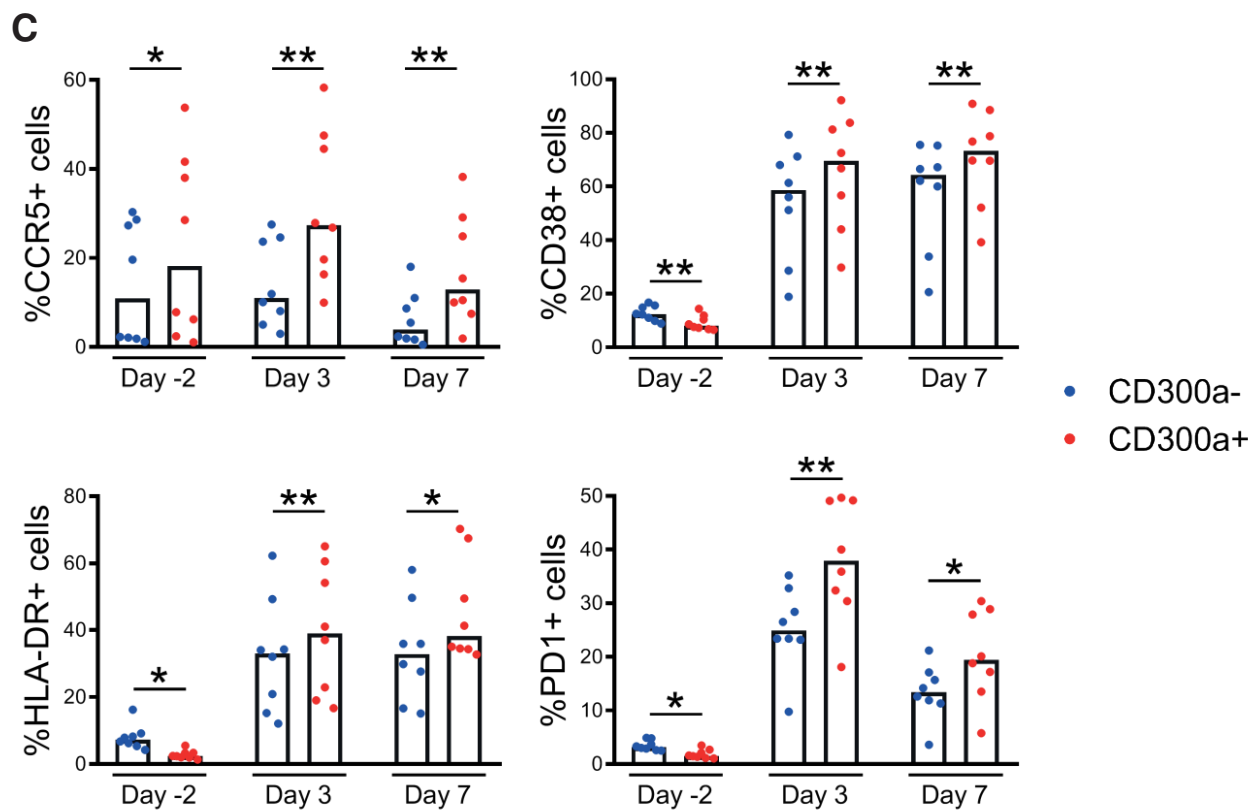 C
* ** **
%CCR5+ cells
60
40
20
0
Day -2 Day 3 Day 7
** ** **
%CD38+ cells
100
80
60
40
20
0
Day -2 Day 3 Day 7
CD300a-
CD300a+
* ** *
%HLA-DR+ cells
80
60
40
20
0
Day -2 Day 3 Day 7
* ** *
%PD1+ cells
50
40
30
20
10
0
Day -2 Day 3 Day 7